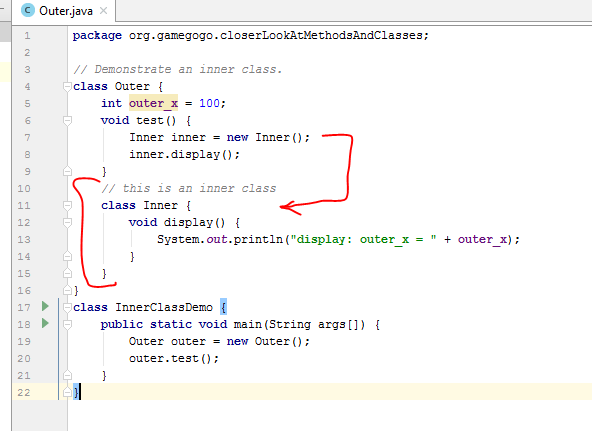 Outer.java
1 package org.gamegogo.closerLookAtMethodsAndClasses;
2
3 // Demonstrate an inner class.
4 class Outer {
5 int outer_x = 100;
6 void test() {
7 Inner inner = new Inner();
8 inner.display();
9 }
10 // this is an inner class
11 class Inner {
12 void display() {
13 System.out.println("display: outer_x = " + outer_x);
14 }
15 }
16 }
17 class InnerClassDemo {
18 public static void main(String args[]) {
19 Outer outer = new Outer();
20 outer.test();
21 }
22 }